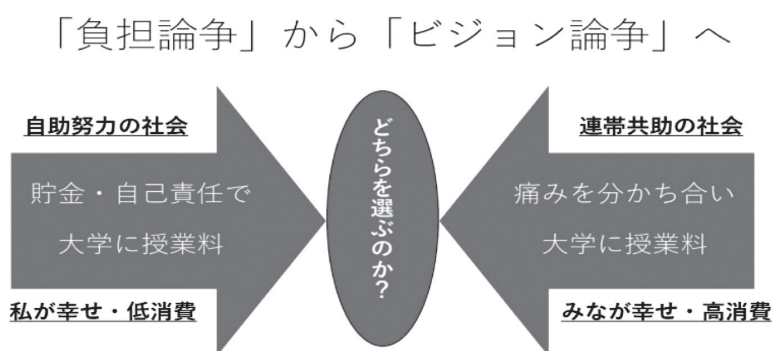 「負担論争」から「ビジョン論争」へ
自助努力の社会
貯金・自己責任で
大学に授業料
私が幸せ・低消費
どちらを選ぶのか？
連帯共助の社会
痛みを分かち合い
大学に授業料
みなが幸せ・高消費